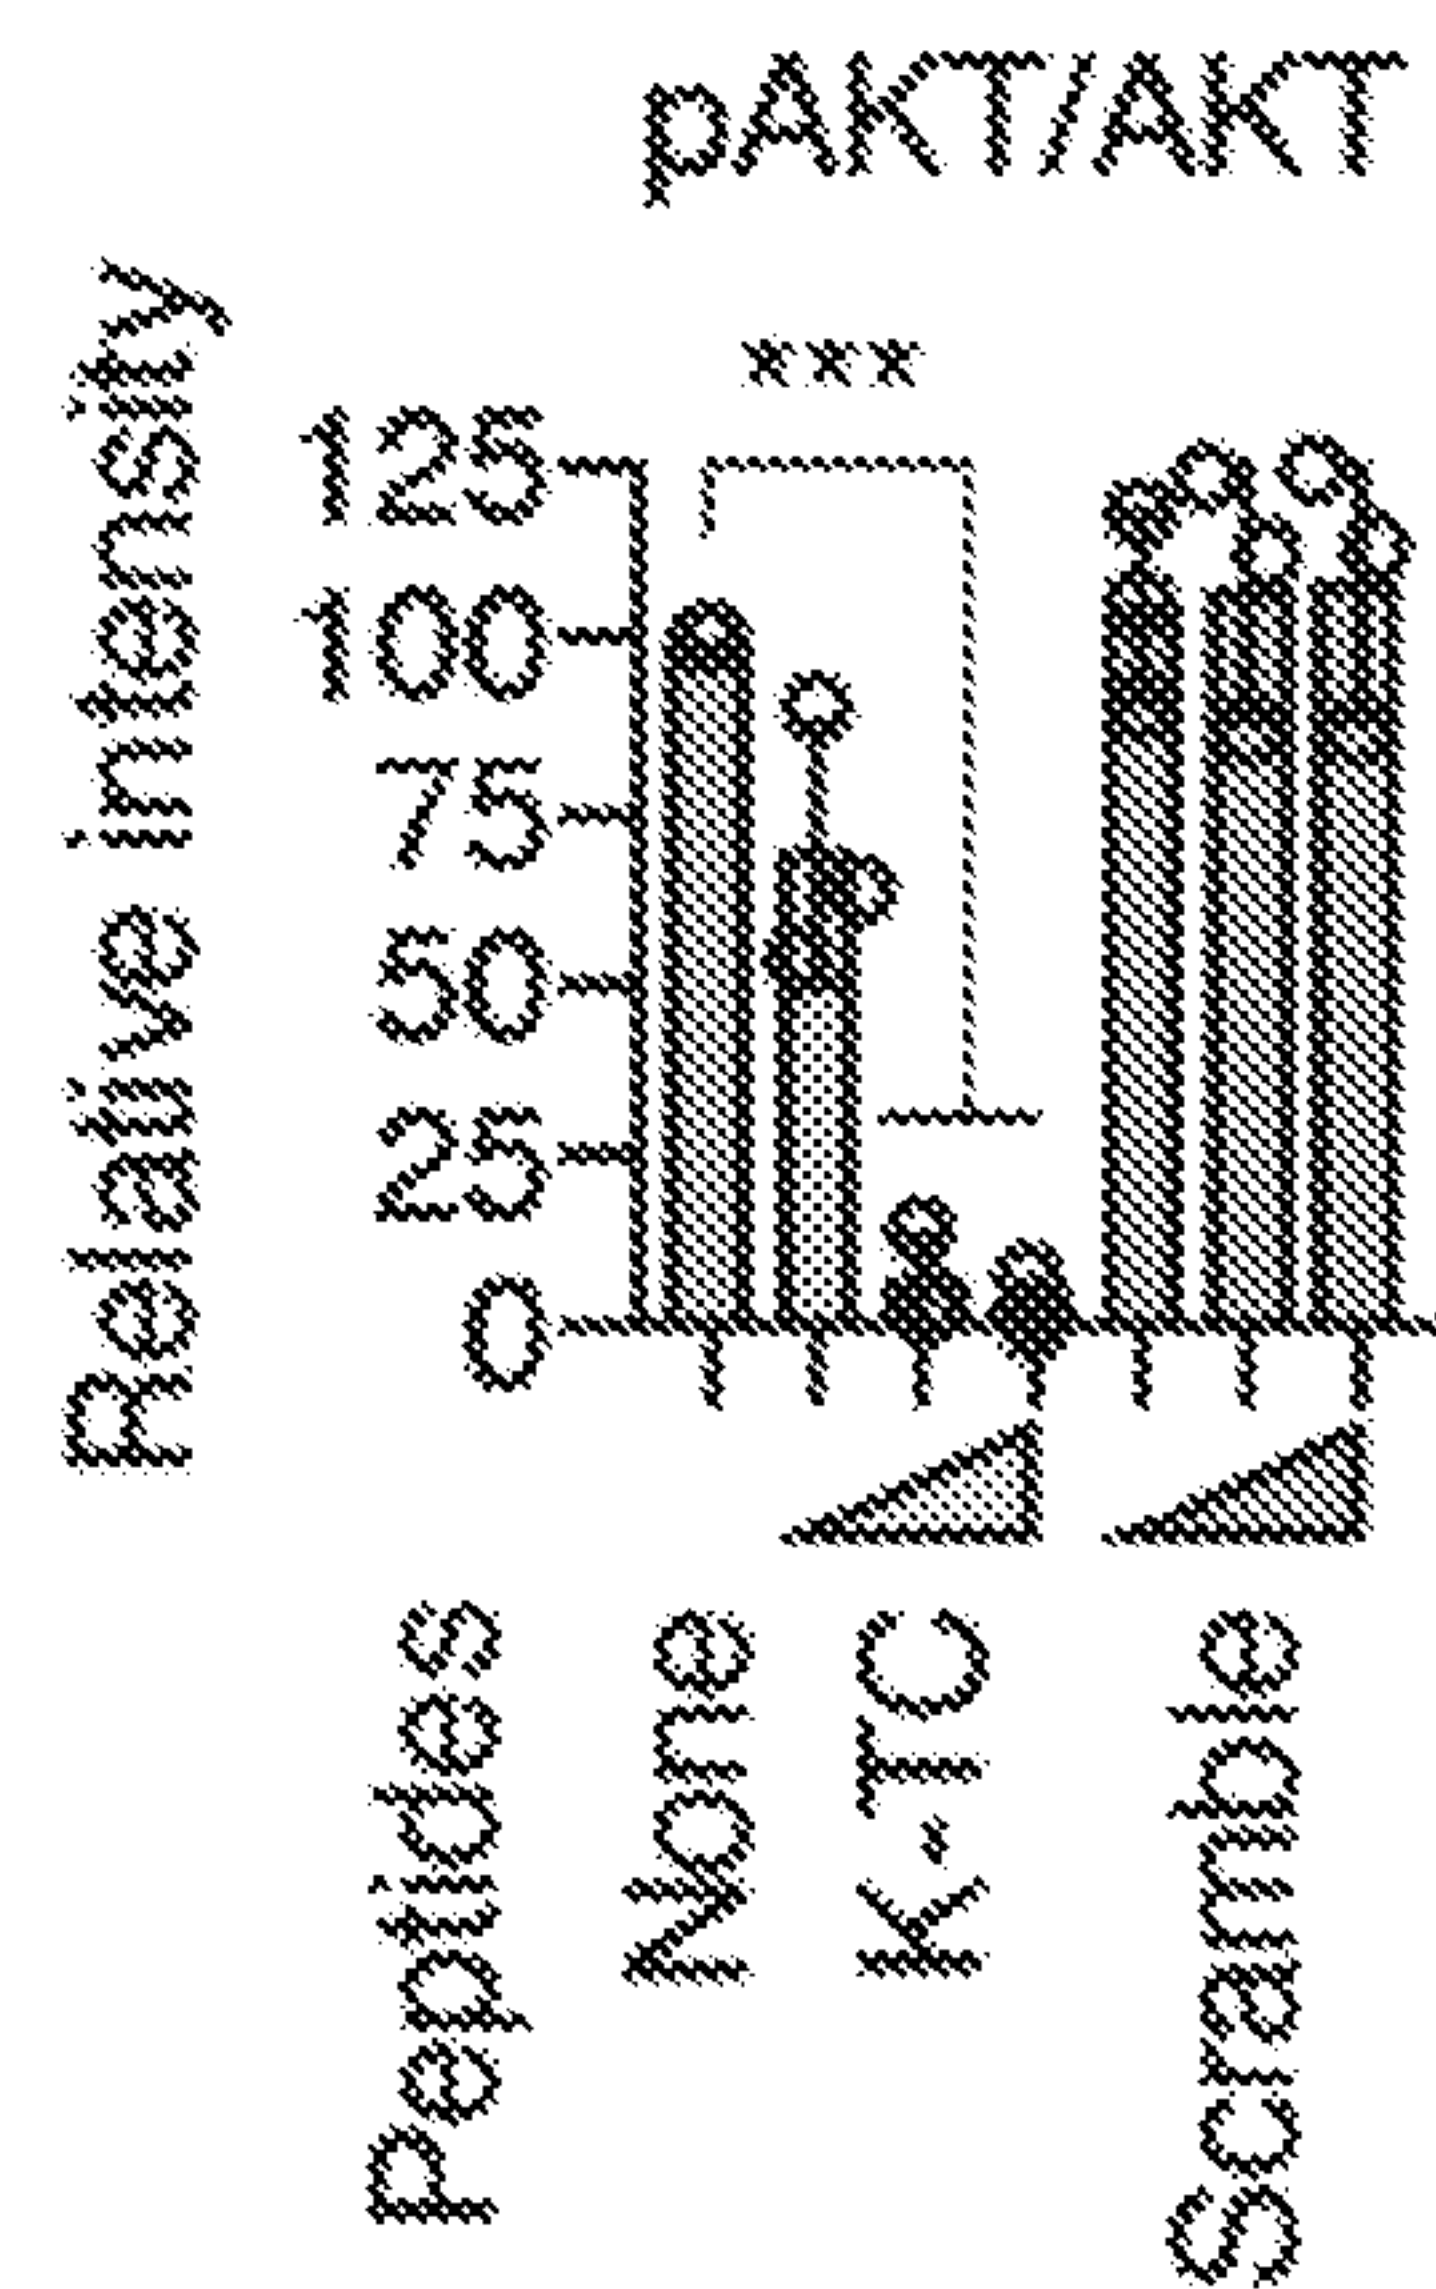 pAKT/AKT
***
Relative intensity
125
100
75
50
25
0
Peptides
None
K-TC
Scramble